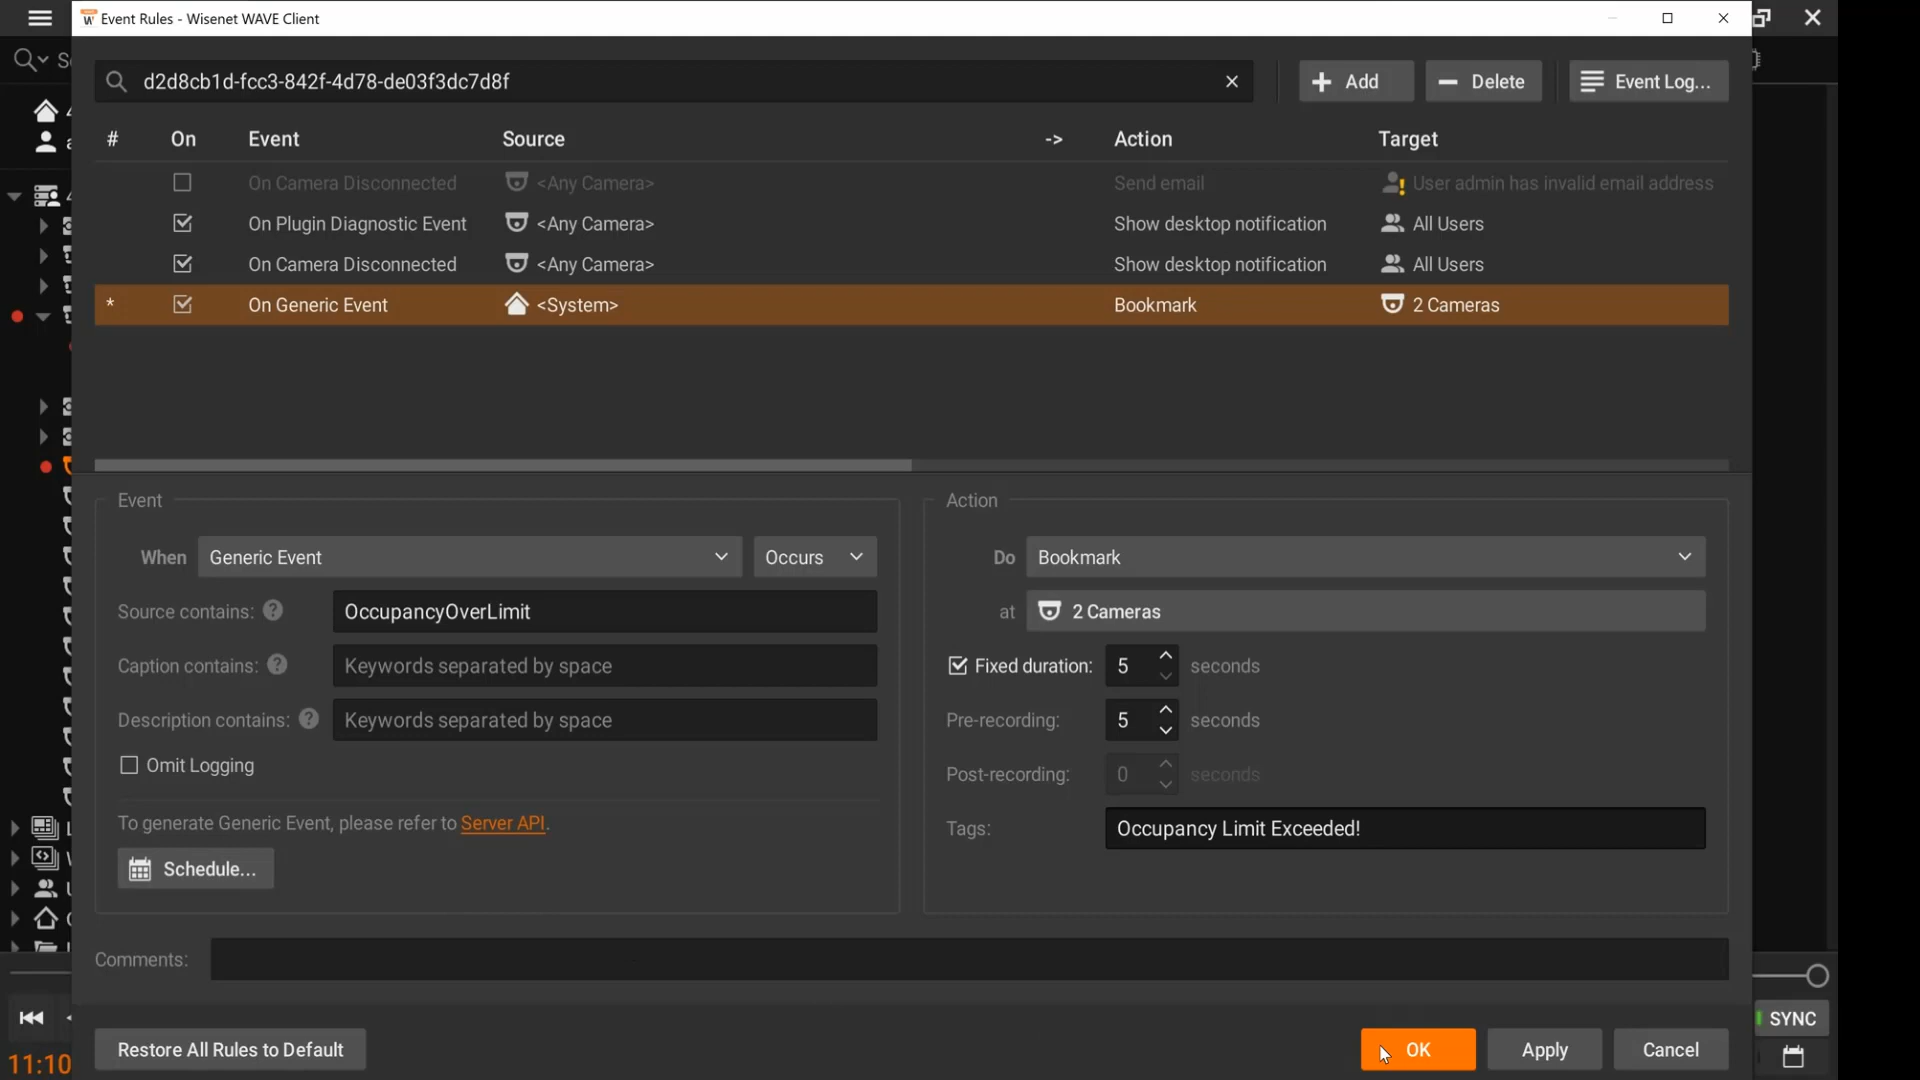 Event Rules - Wisenet WAVE Client
d2d8cb1d-fcc3-842f-4d78-de03f3dc7d8f
Add
Delete
Event Log...
# On Event Source -> Action Target
On Camera Disconnected <Any Camera> Send email User admin has invalid email address
On Plugin Diagnostic Event <Any Camera> Show desktop notification All Users
On Camera Disconnected <Any Camera> Show desktop notification All Users
* On Generic Event <System> Bookmark 2 Cameras
Event
When Generic Event Occurs
Source contains: ? OccupancyOverLimit
Caption contains: ? Keywords separated by space
Description contains: ? Keywords separated by space
Omit Logging
To generate Generic Event, please refer to Server API.
Schedule...
Action
Do Bookmark
at 2 Cameras
Fixed duration: 5 seconds
Pre-recording: 5 seconds
Post-recording: 0 seconds
Tags: Occupancy Limit Exceeded!
Comments:
Restore All Rules to Default
OK
Apply
Cancel
SYNC
11:10